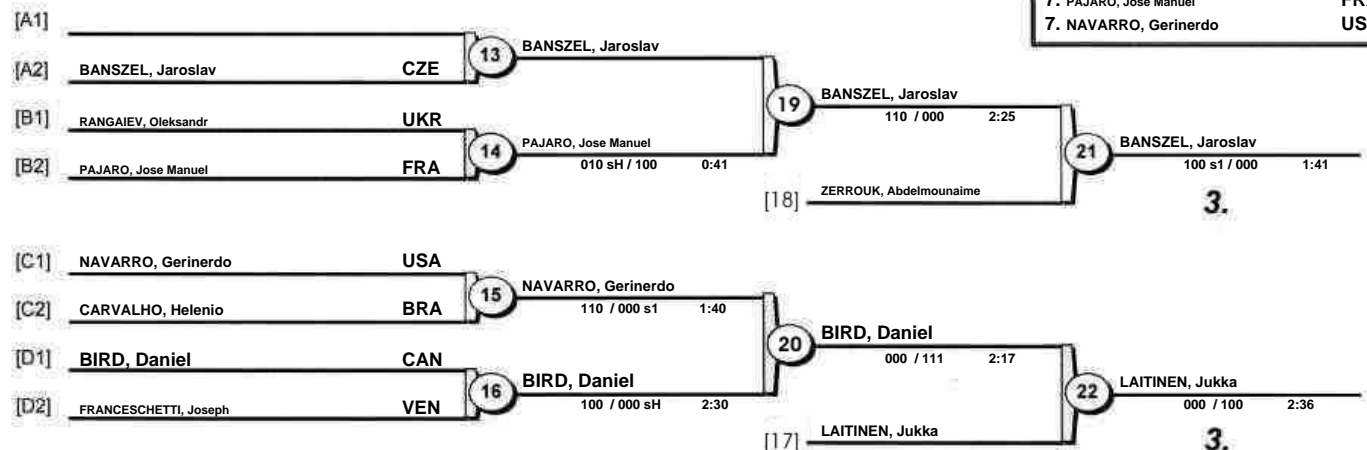 7. PAJARO, Jose Manuel
7. NAVARRO, Gerinerdo US
[A1]
[A2] BANSZEL, Jaroslav CZE
13 BANSZEL, Jaroslav
[B1] RANGAIEV, Oleksandr UKR
[B2] PAJARO, Jose Manuel FRA
14 PAJARO, Jose Manuel
010 sH / 100 0:41
19 BANSZEL, Jaroslav
110 / 000 2:25
[18] ZERROUK, Abdelmounaime
21 BANSZEL, Jaroslav
100 s1 / 000 1:41
3.
[C1] NAVARRO, Gerinerdo USA
[C2] CARVALHO, Helenio BRA
15 NAVARRO, Gerinerdo
110 / 000 s1 1:40
[D1] BIRD, Daniel CAN
[D2] FRANCESCHETTI, Joseph VEN
16 BIRD, Daniel
100 / 000 sH 2:30
20 BIRD, Daniel
000 / 111 2:17
[17] LAITINEN, Jukka
22 LAITINEN, Jukka
000 / 100 2:36
3.